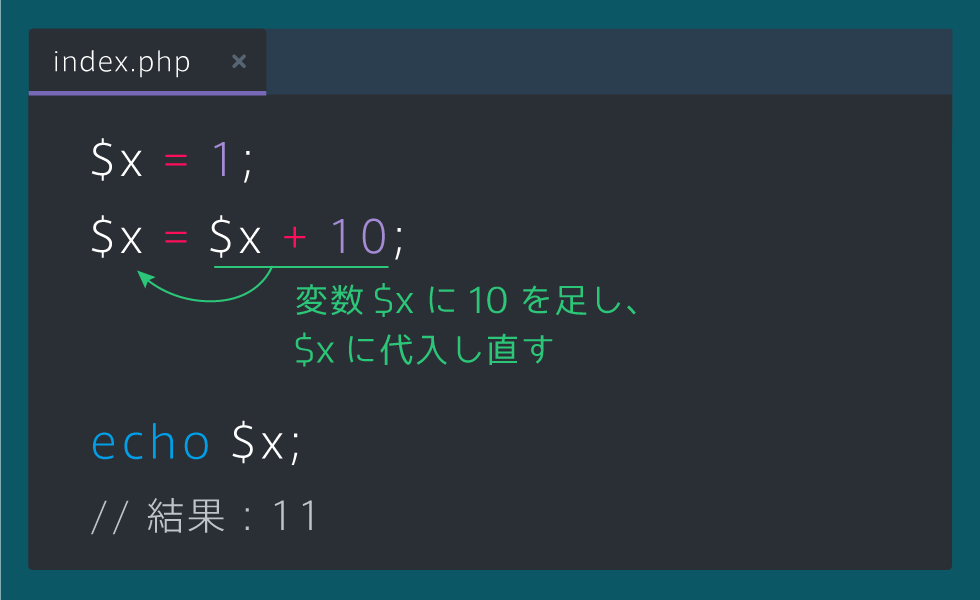 index.php ×
$x = 1;
$x = $x + 10;
変数 $x に 10 を足し、
$x に代入し直す
echo $x;
// 結果 : 11